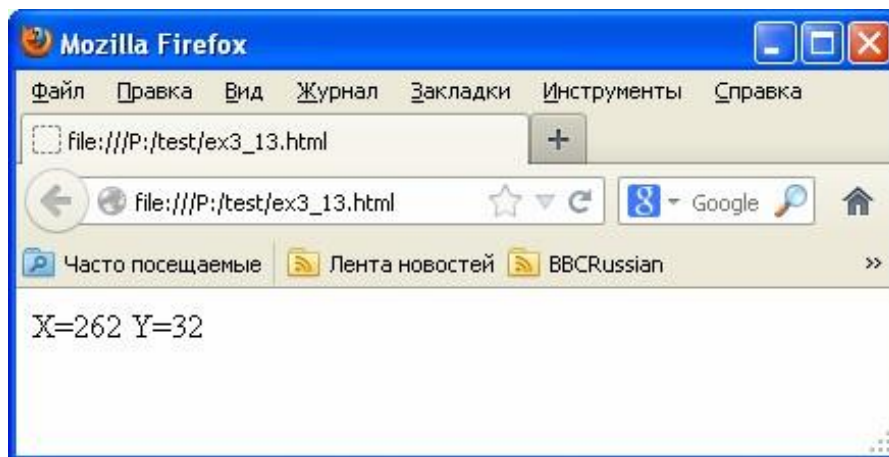 Mozilla Firefox
Файл Правка Вид Журнал Закладки Инструменты Справка
file:///P:/test/ex3_13.html
file:///P:/test/ex3_13.html Google
Часто посещаемые Лента новостей BBCRussian
X=262 Y=32